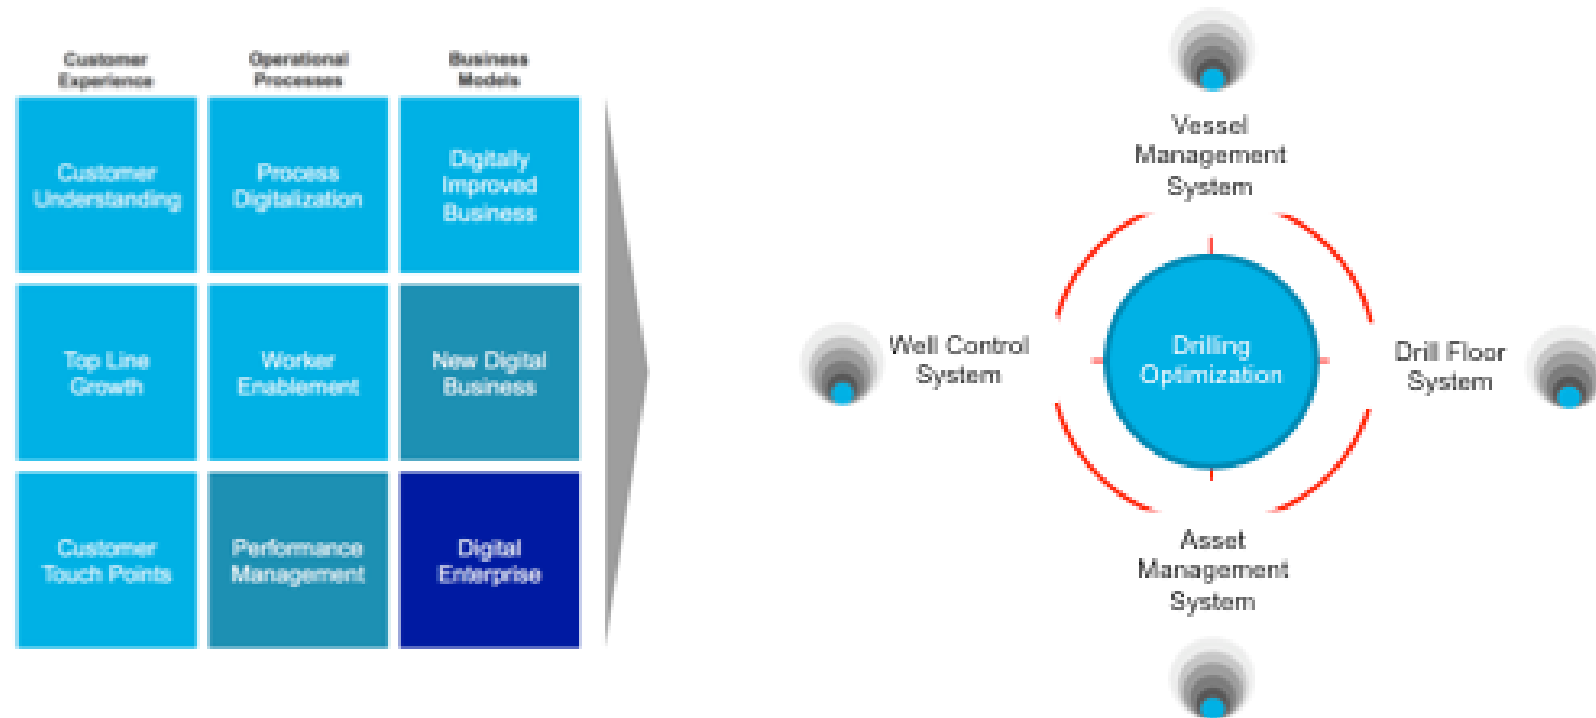 Customer
Experience
Operational
Processes
Business
Models
Customer
Understanding
Process
Digitalization
Digitally
Improved
Business
Top Line
Growth
Worker
Enablement
New Digital
Business
Customer
Touch Points
Performance
Management
Digital
Enterprise
Vessel
Management
System
Well Control
System
Drilling
Optimization
Drill Floor
System
Asset
Management
System